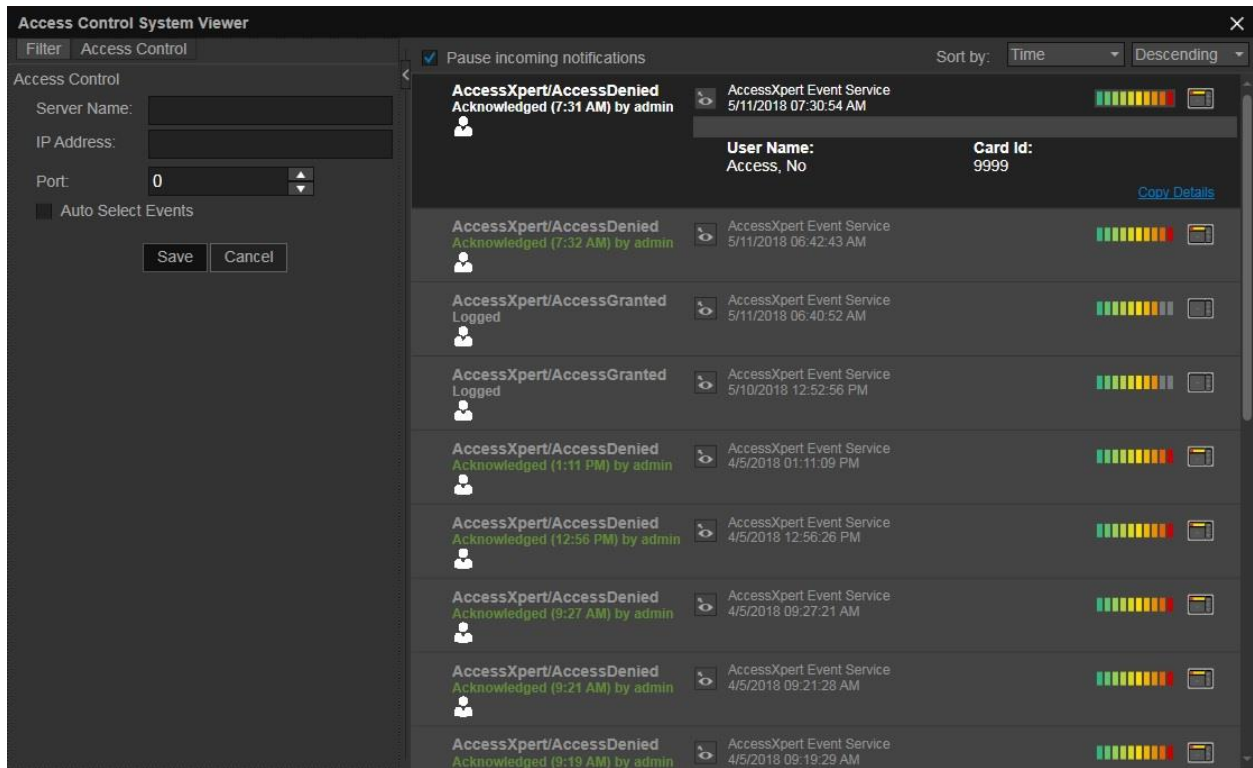 Access Control System Viewer
Filter Access Control
Access Control
Server Name:
IP Address:
Port: 0
Auto Select Events
Save Cancel
Pause incoming notifications Sort by: Time Descending
AccessXpert/AccessDenied AccessXpert Event Service
Acknowledged (7:31 AM) by admin 5/11/2018 07:30:54 AM
User Name: Card Id:
Access, No 9999
Copy Details
AccessXpert/AccessDenied AccessXpert Event Service
Acknowledged (7:32 AM) by admin 5/11/2018 06:42:43 AM
AccessXpert/AccessGranted AccessXpert Event Service
Logged 5/11/2018 06:40:52 AM
AccessXpert/AccessGranted AccessXpert Event Service
Logged 5/10/2018 12:52:56 PM
AccessXpert/AccessDenied AccessXpert Event Service
Acknowledged (1:11 PM) by admin 4/5/2018 01:11:09 PM
AccessXpert/AccessDenied AccessXpert Event Service
Acknowledged (12:56 PM) by admin 4/5/2018 12:56:26 PM
AccessXpert/AccessDenied AccessXpert Event Service
Acknowledged (9:27 AM) by admin 4/5/2018 09:27:21 AM
AccessXpert/AccessDenied AccessXpert Event Service
Acknowledged (9:21 AM) by admin 4/5/2018 09:21:28 AM
AccessXpert/AccessDenied AccessXpert Event Service
Acknowledged (9:19 AM) by admin 4/5/2018 09:19:29 AM